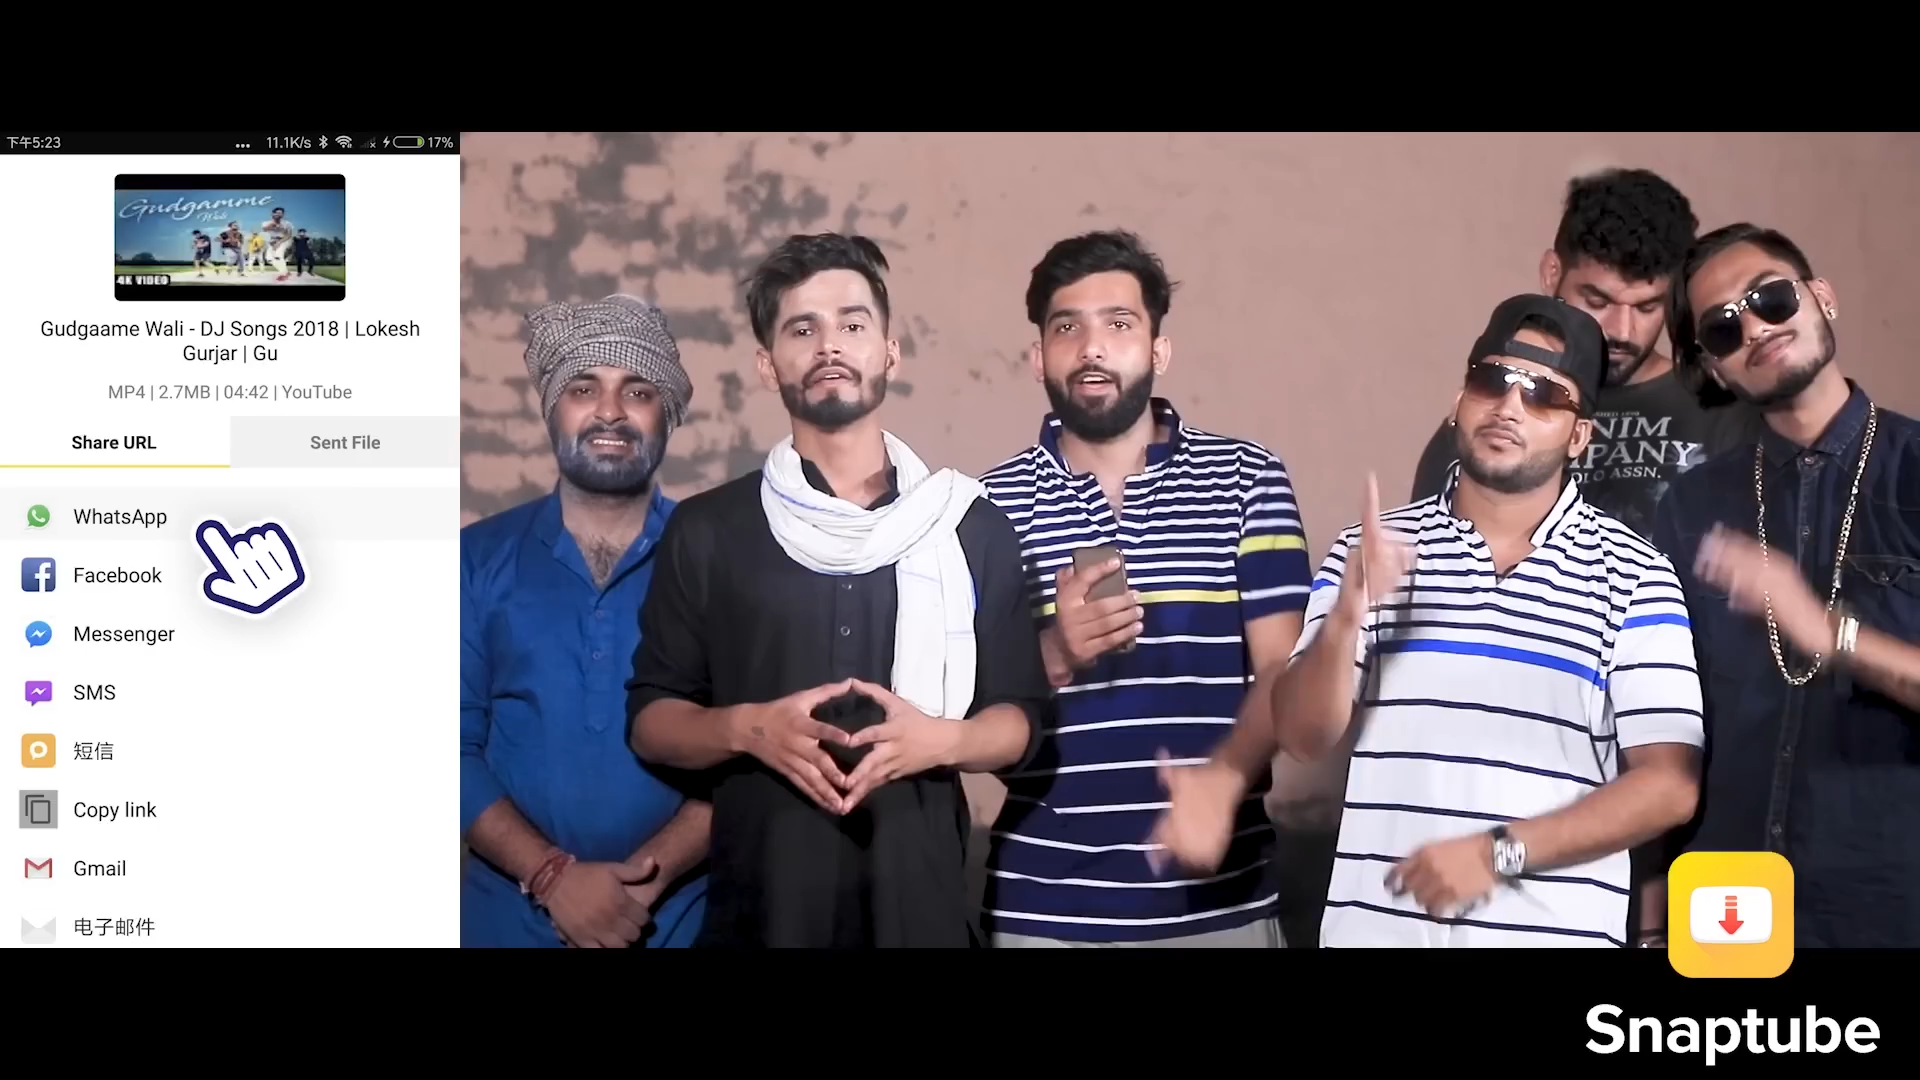 下午5:23
... 11.1K/s 17%
Gudgamme
Wali
4K VIDEO
Gudgaame Wali - DJ Songs 2018 | Lokesh
Gurjar | Gu
MP4 | 2.7MB | 04:42 | YouTube
Share URL Sent File
WhatsApp
Facebook
Messenger
SMS
短信
Copy link
Gmail
电子邮件
NIM
PANY
OLO ASSN.
Snaptube